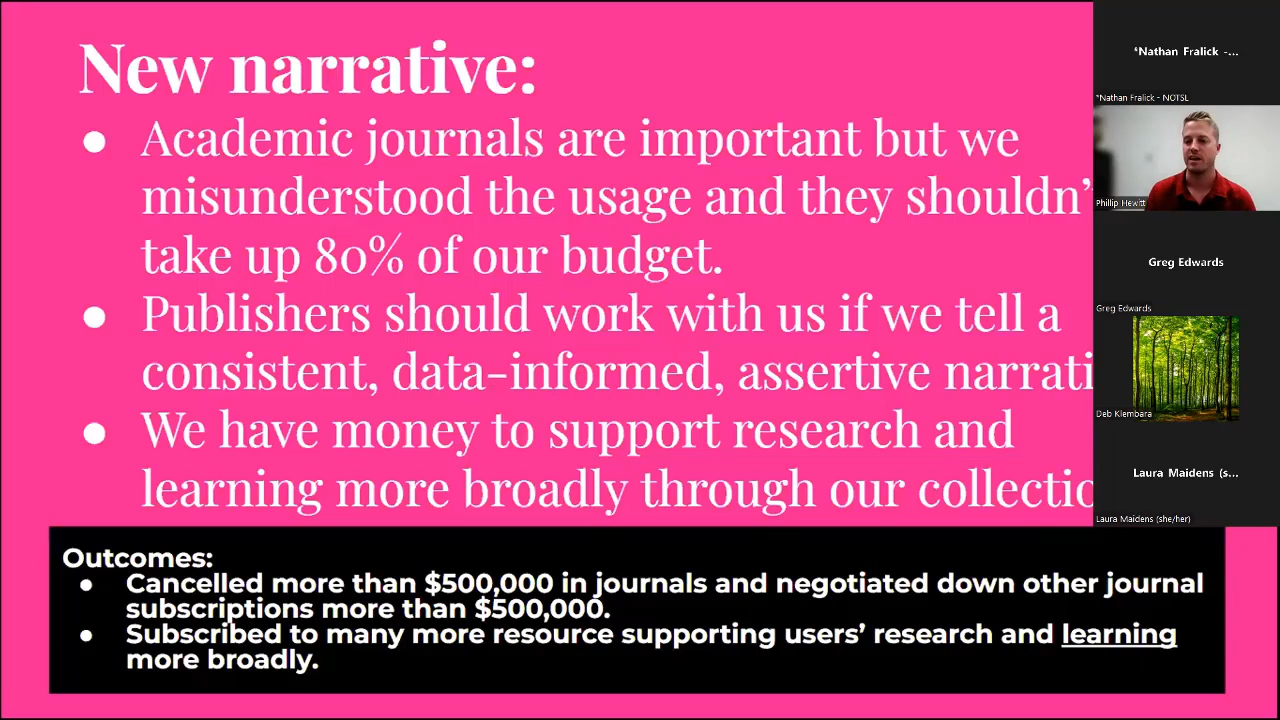 New narrative:
● Academic journals are important but we
misunderstood the usage and they shouldn’
take up 80% of our budget.
● Publishers should work with us if we tell a
consistent, data-informed, assertive narrati
● We have money to support research and
learning more broadly through our collectio
Outcomes:
● Cancelled more than $500,000 in journals and negotiated down other journal
subscriptions more than $500,000.
● Subscribed to many more resource supporting users’ research and learning
more broadly.
*Nathan Fralick -...
*Nathan Fralick - NOTSL
Phillip Hewitt
Greg Edwards
Greg Edwards
Deb Klembara
Laura Maidens (s...
Laura Maidens (she/her)